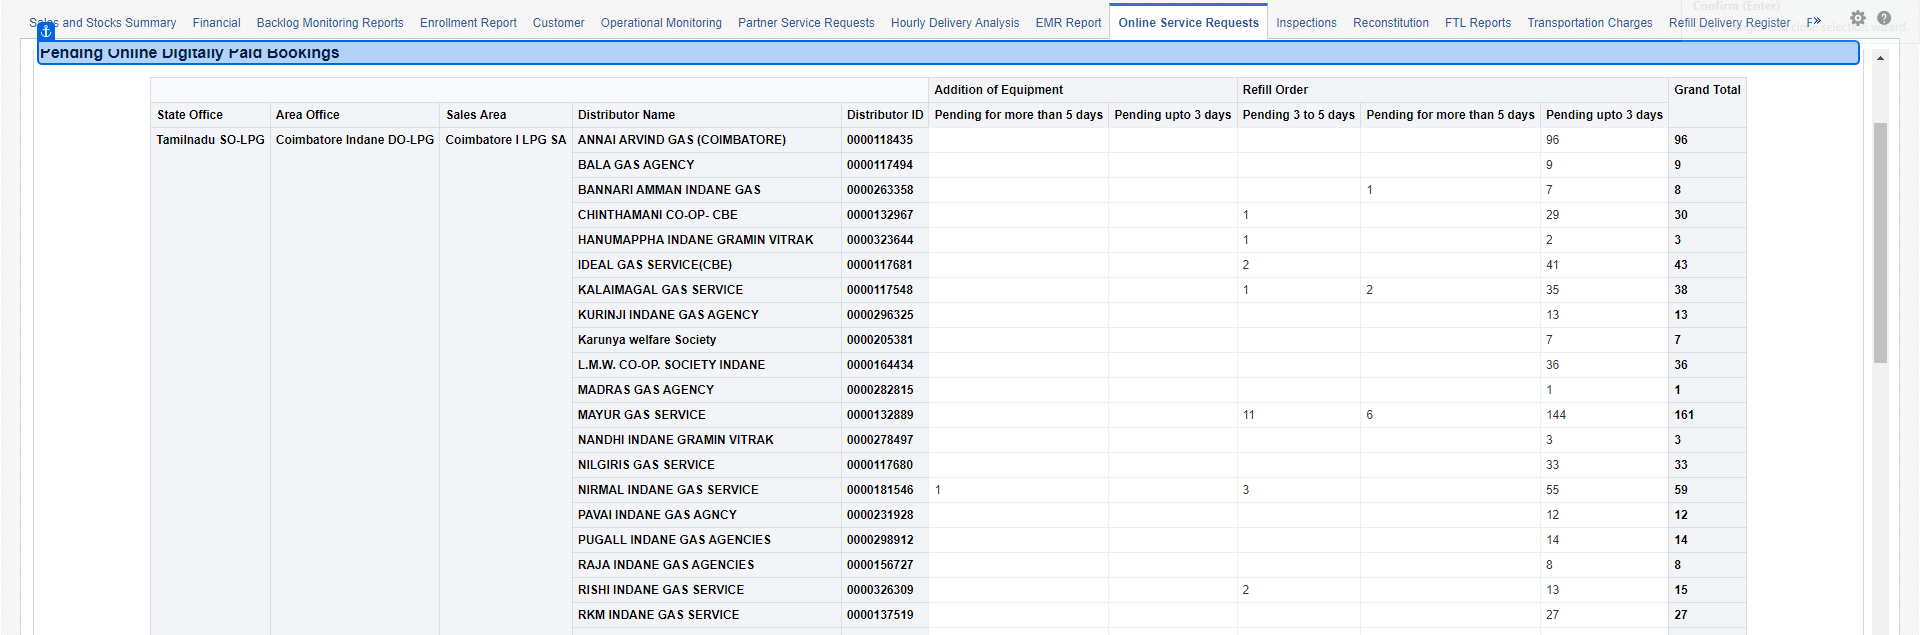 Sales and Stocks Summary Financial Backlog Monitoring Reports Enrollment Report Customer Operational Monitoring Partner Service Requests Hourly Delivery Analysis EMR Report Online Service Requests Inspections Reconstitution FTL Reports Transportation Charges Refill Delivery Register F»
Confirm (Enter)
close selection wizard.
Pending Online Digitally Paid Bookings
Addition of Equipment Refill Order Grand Total
State Office Area Office Sales Area Distributor Name Distributor ID Pending for more than 5 days Pending upto 3 days Pending 3 to 5 days Pending for more than 5 days Pending upto 3 days
Tamilnadu SO-LPG Coimbatore Indane DO-LPG Coimbatore I LPG SA ANNAI ARVIND GAS (COIMBATORE) 0000118435 96 96
BALA GAS AGENCY 0000117494 9 9
BANNARI AMMAN INDANE GAS 0000263358 1 7 8
CHINTHAMANI CO-OP- CBE 0000132967 1 29 30
HANUMAPPHA INDANE GRAMIN VITRAK 0000323644 1 2 3
IDEAL GAS SERVICE(CBE) 0000117681 2 41 43
KALAIMAGAL GAS SERVICE 0000117548 1 2 35 38
KURINJI INDANE GAS AGENCY 0000296325 13 13
Karunya welfare Society 0000205381 7 7
L.M.W. CO-OP. SOCIETY INDANE 0000164434 36 36
MADRAS GAS AGENCY 0000282815 1 1
MAYUR GAS SERVICE 0000132889 11 6 144 161
NANDHI INDANE GRAMIN VITRAK 0000278497 3 3
NILGIRIS GAS SERVICE 0000117680 33 33
NIRMAL INDANE GAS SERVICE 0000181546 1 3 55 59
PAVAI INDANE GAS AGNCY 0000231928 12 12
PUGALL INDANE GAS AGENCIES 0000298912 14 14
RAJA INDANE GAS AGENCIES 0000156727 8 8
RISHI INDANE GAS SERVICE 0000326309 2 13 15
RKM INDANE GAS SERVICE 0000137519 27 27